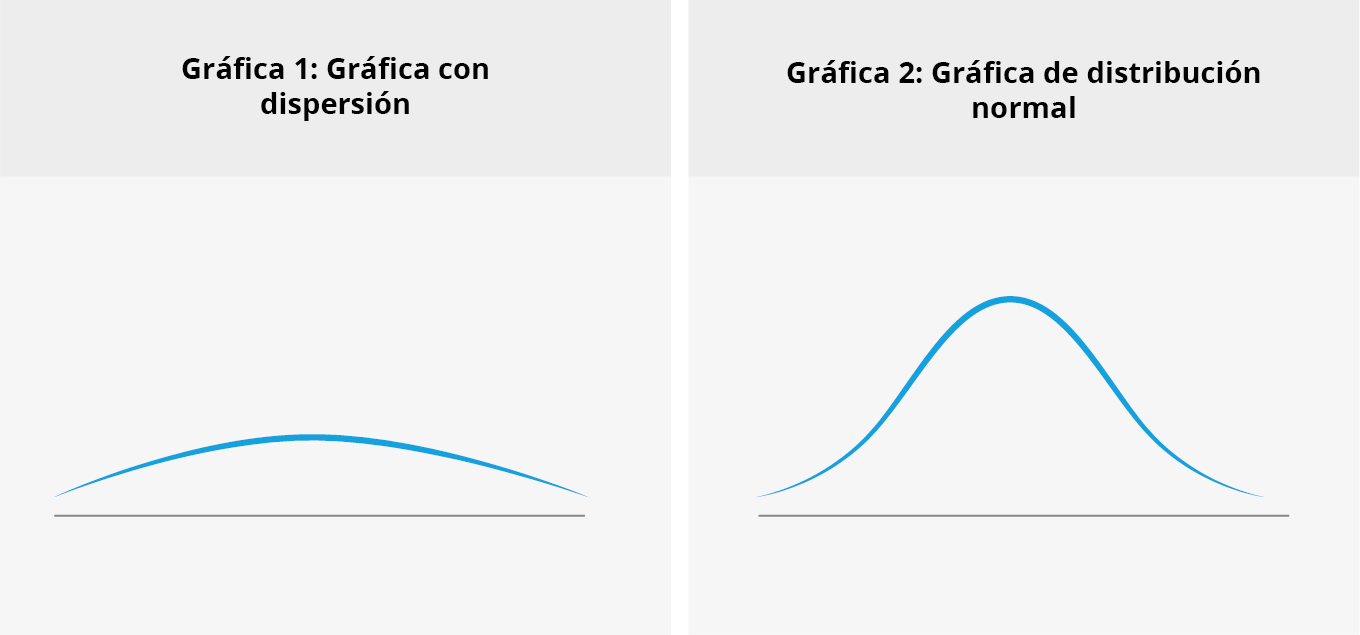 Gráfica 1: Gráfica con
dispersión
Gráfica 2: Gráfica de distribución
normal